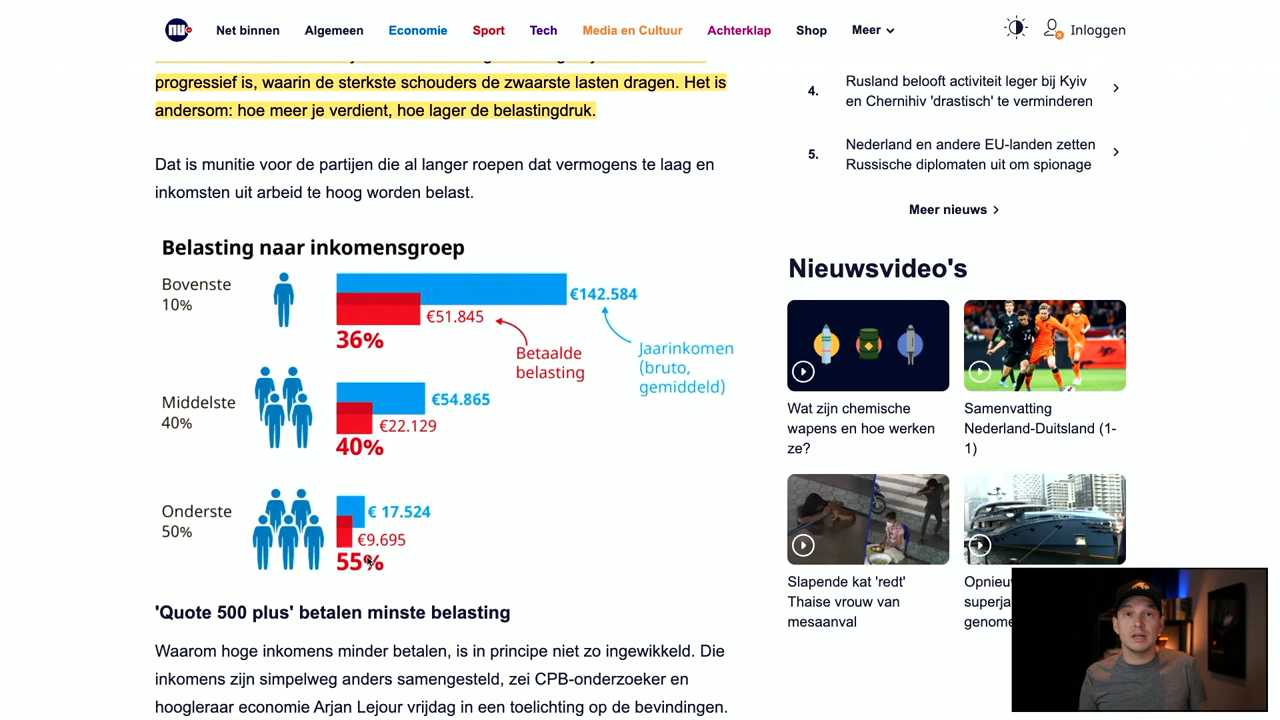 NU
Net binnen
Algemeen
Economie
Sport
Tech
Media en Cultuur
Achterklap
Shop
Meer
Inloggen
progressief is, waarin de sterkste schouders de zwaarste lasten dragen. Het is
andersom: hoe meer je verdient, hoe lager de belastingdruk.
Dat is munitie voor de partijen die al langer roepen dat vermogens te laag en
inkomsten uit arbeid te hoog worden belast.
Belasting naar inkomensgroep
Bovenste
10%
€142.584
€51.845
36%
Betaalde
belasting
Jaarinkomen
(bruto,
gemiddeld)
Middelste
40%
€54.865
€22.129
40%
Onderste
50%
€ 17.524
€9.695
55%
'Quote 500 plus' betalen minste belasting
Waarom hoge inkomens minder betalen, is in principe niet zo ingewikkeld. Die
inkomens zijn simpelweg anders samengesteld, zei CPB-onderzoeker en
hoogleraar economie Arjan Lejour vrijdag in een toelichting op de bevindingen.
4.
Rusland belooft activiteit leger bij Kyiv
en Chernihiv 'drastisch' te verminderen
5.
Nederland en andere EU-landen zetten
Russische diplomaten uit om spionage
Meer nieuws
Nieuwsvideo's
Wat zijn chemische
wapens en hoe werken
ze?
Samenvatting
Nederland-Duitsland (1-
1)
Slapende kat 'redt'
Thaise vrouw van
mesaanval